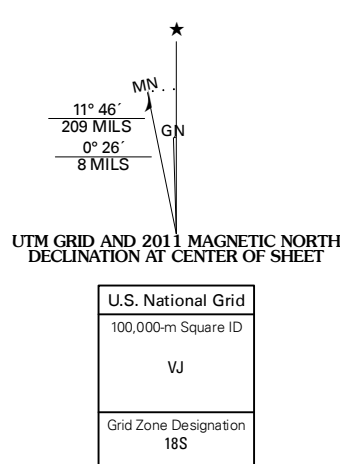 ★
MN
11° 46´
209 MILS
GN
0° 26´
8 MILS
UTM GRID AND 2011 MAGNETIC NORTH
DECLINATION AT CENTER OF SHEET
U.S. National Grid
100,000-m Square ID
VJ
Grid Zone Designation
18S